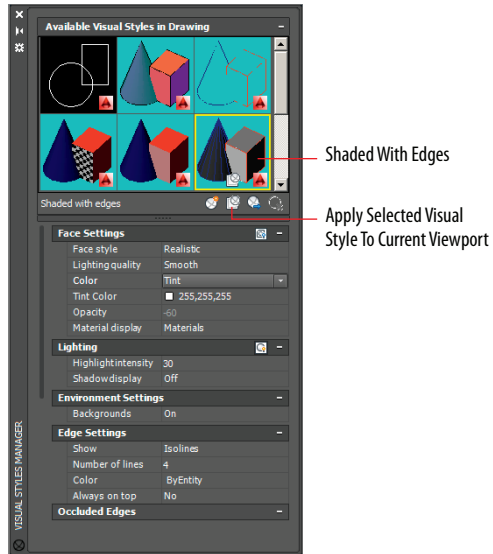 Available Visual Styles in Drawing
Shaded With Edges
Shaded with edges
Apply Selected Visual
Style To Current Viewport
Face Settings
Face style Realistic
Lighting quality Smooth
Color Tint
Tint Color 255,255,255
Opacity -60
Material display Materials
Lighting
Highlight intensity 30
Shadow display Off
Environment Settings
Backgrounds On
Edge Settings
Show Isolines
Number of lines 4
Color ByEntity
Always on top No
Occluded Edges
VISUAL STYLES MANAGER